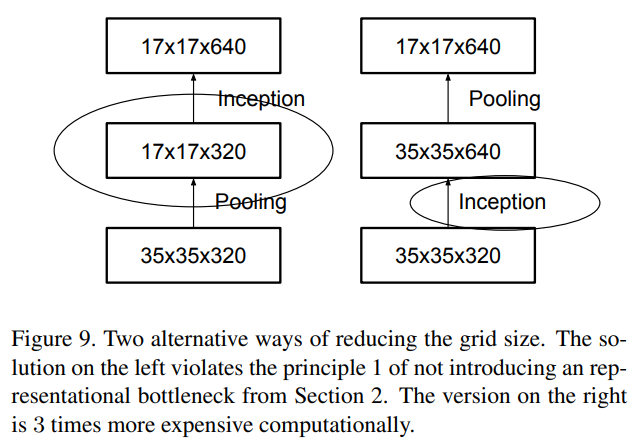 17x17x640
17x17x640
Inception
Pooling
17x17x320
35x35x640
Pooling
Inception
35x35x320
35x35x320
Figure 9. Two alternative ways of reducing the grid size. The so-
lution on the left violates the principle 1 of not introducing an rep-
resentational bottleneck from Section 2. The version on the right
is 3 times more expensive computationally.